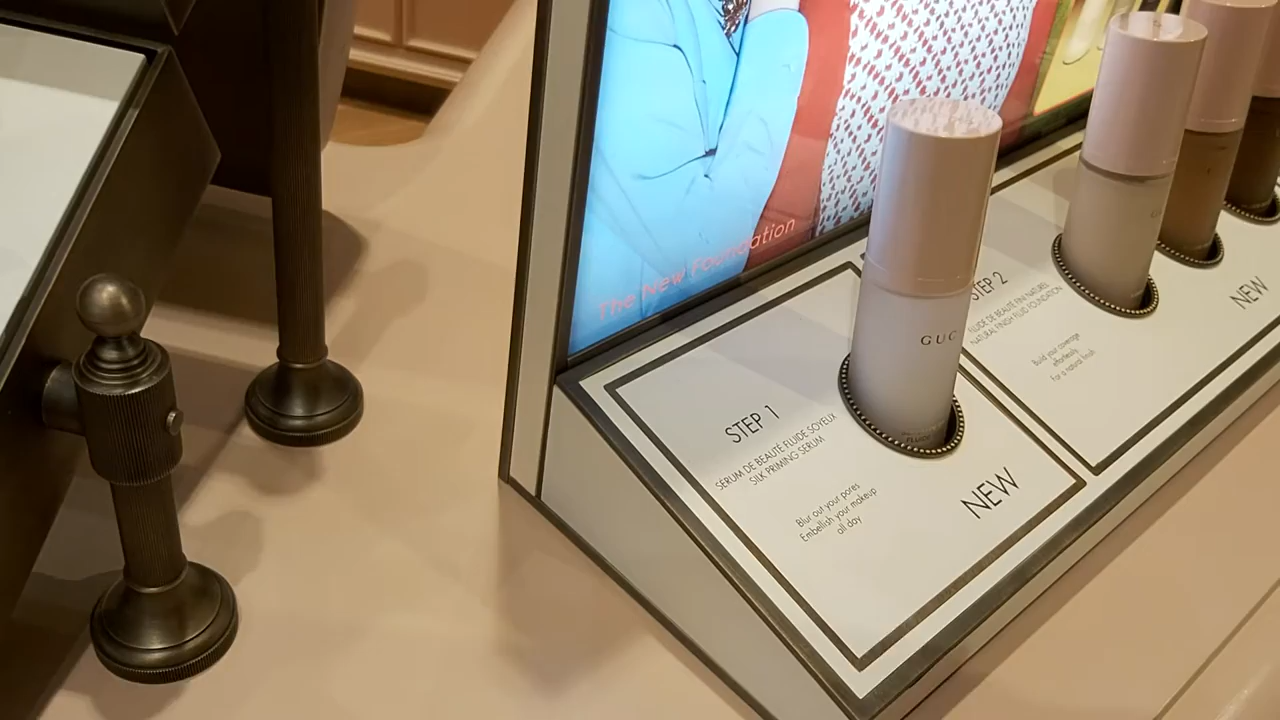 The New Foundation
GUC
STEP 1
SÉRUM DE BEAUTÉ FLUIDE SOYEUX
SILK PRIMING SERUM
Blur out your pores
Embellish your makeup
all day
NEW
STEP 2
FLUIDE DE BEAUTÉ FINI NATUREL
NATURAL FINISH FLUID FOUNDATION
Build your coverage
effortlessly
For a natural finish
NEW